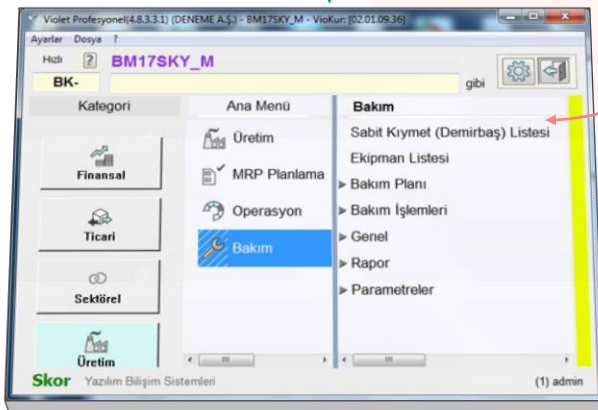 Violet Profesyonel(4.8.3.3.1) (DENEME A.Ş.) - BM17SKY_M - VioKur: [02.01.09.36]
Ayarlar Dosya ?
Hızlı ? BM17SKY_M
BK- gibi
Kategori
Finansal
Ticari
Sektörel
Üretim
Ana Menü
Üretim
MRP Planlama
Operasyon
Bakım
Bakım
Sabit Kıymet (Demirbaş) Listesi
Ekipman Listesi
Bakım Planı
Bakım İşlemleri
Genel
Rapor
Parametreler
Skor Yazılım Bilişim Sistemleri (1) admin